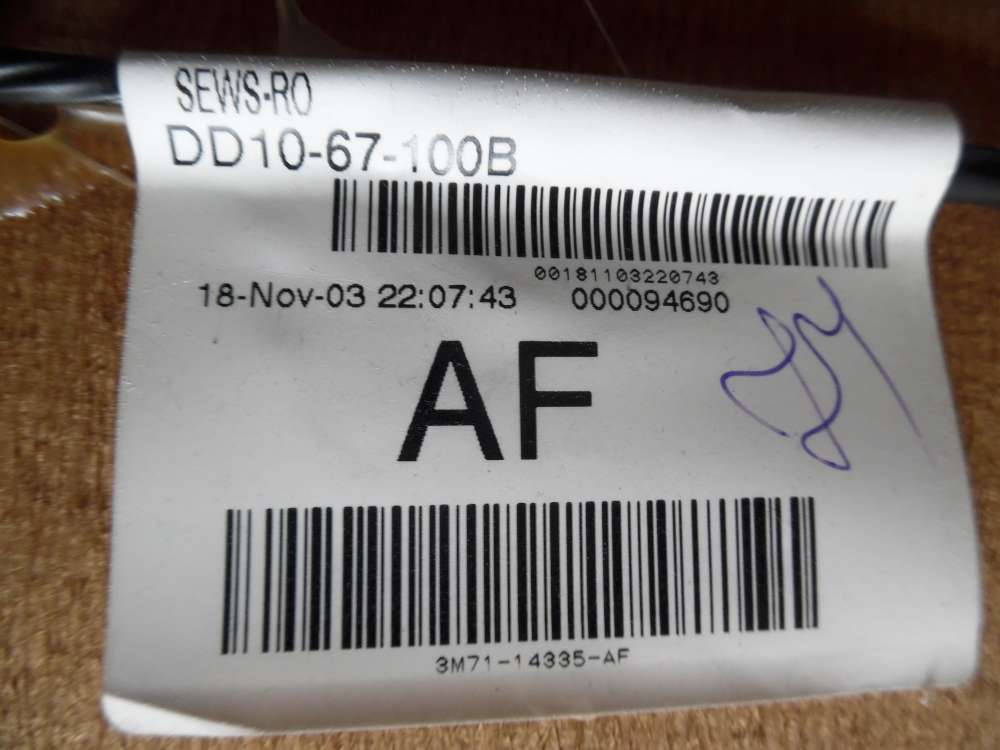 SEWS-RO
DD10-67-100B
00181103220743
18-Nov-03 22:07:43 000094690
AF
3M71-14335-AF